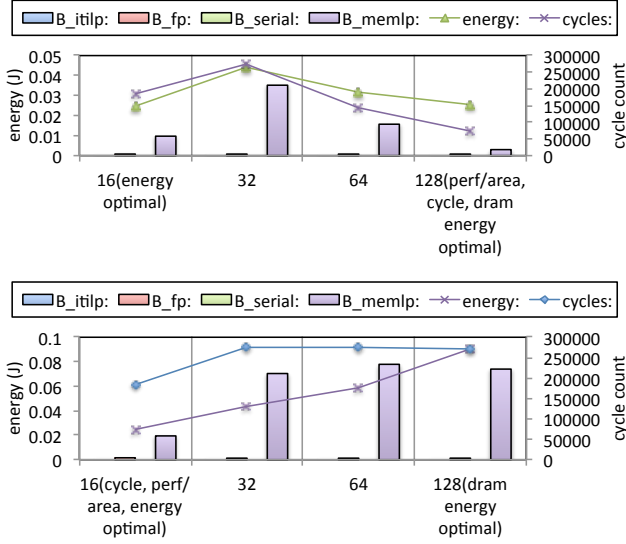 B_itilp: B_fp: B_serial: B_memlp: energy: cycles:
0.05 300000
0.04 250000
0.03 200000
0.02 150000
0.01 100000
0 50000
0
energy (J)
cycle count
16(energy optimal) 32 64 128(perf/area, cycle, dram energy optimal)
B_itilp: B_fp: B_serial: B_memlp: energy: cycles:
0.1 300000
0.08 250000
0.06 200000
0.04 150000
0.02 100000
0 50000
0
energy (J)
cycle count
16(cycle, perf/ area, energy optimal) 32 64 128(dram energy optimal)